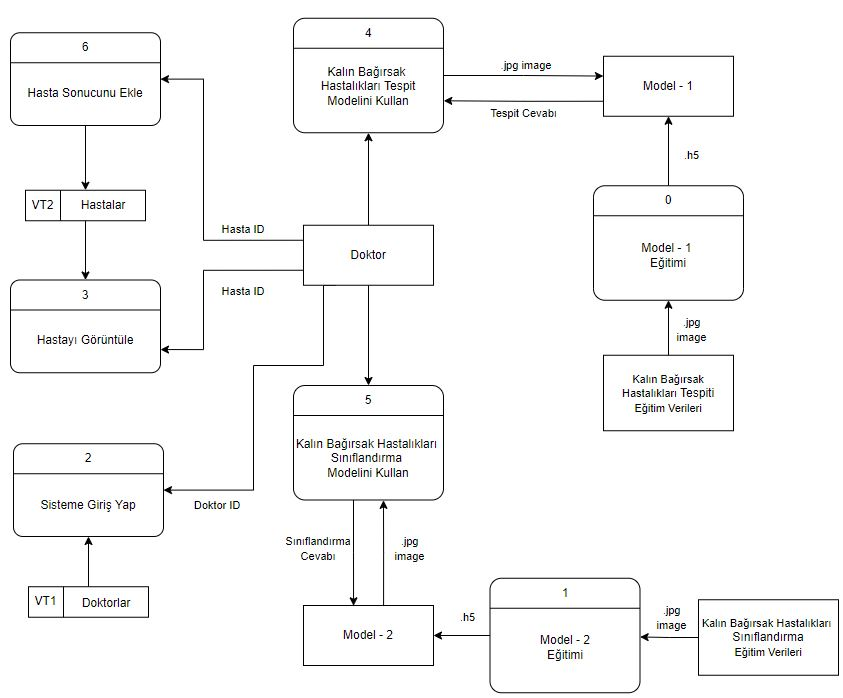 6
Hasta Sonucunu Ekle
4
Kalın Bağırsak
Hastalıkları Tespit
Modelini Kullan
.jpg image
Tespit Cevabı
Model - 1
.h5
VT2
Hastalar
Hasta ID
Doktor
0
Model - 1
Eğitimi
3
Hastayı Görüntüle
Hasta ID
.jpg
image
Kalın Bağırsak
Hastalıkları Tespiti
Eğitim Verileri
5
Kalın Bağırsak Hastalıkları
Sınıflandırma
Modelini Kullan
2
Sisteme Giriş Yap
Doktor ID
Sınıflandırma
Cevabı
.jpg
image
VT1
Doktorlar
Model - 2
.h5
1
Model - 2
Eğitimi
.jpg
image
Kalın Bağırsak Hastalıkları
Sınıflandırma
Eğitim Verileri